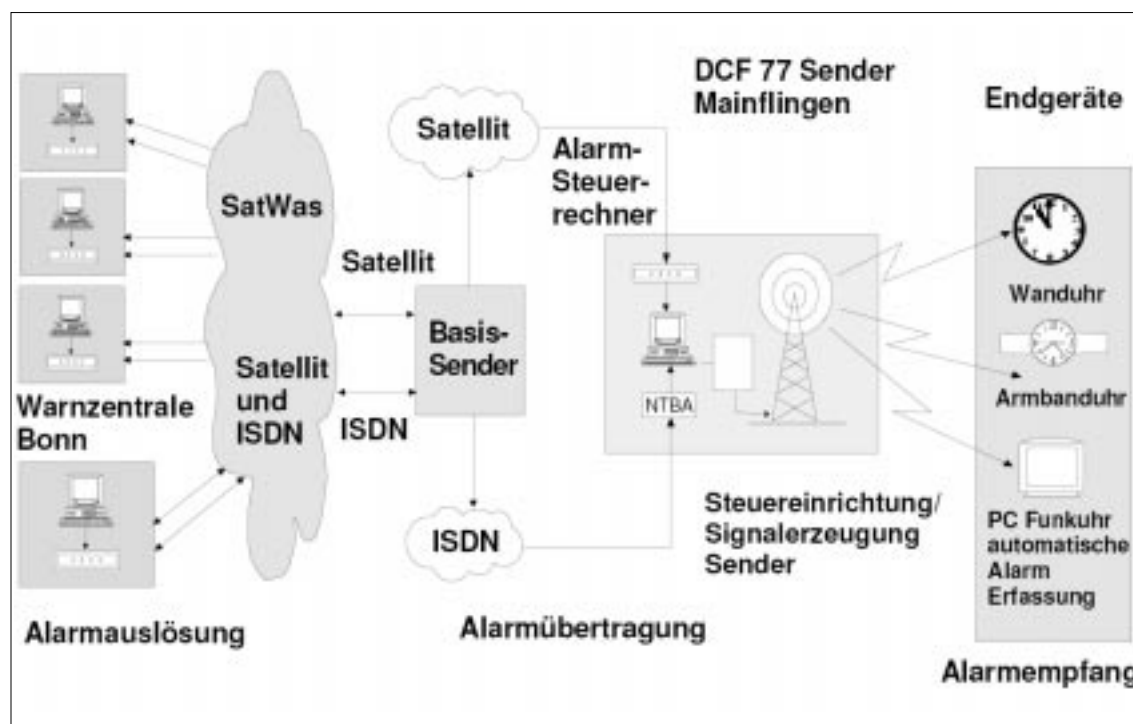 DCF 77 Sender
Mainflingen
Endgeräte
Satellit
Alarm-
Steuer-
rechner
SatWas
Satellit
Basis-
Sender
Wanduhr
Satellit
und
ISDN
ISDN
NTBA
Armbanduhr
Warnzentrale
Bonn
ISDN
Steuereinrichtung/
Signalerzeugung
Sender
PC Funkuhr
automatische
Alarm
Erfassung
Alarmauslösung
Alarmübertragung
Alarmempfang